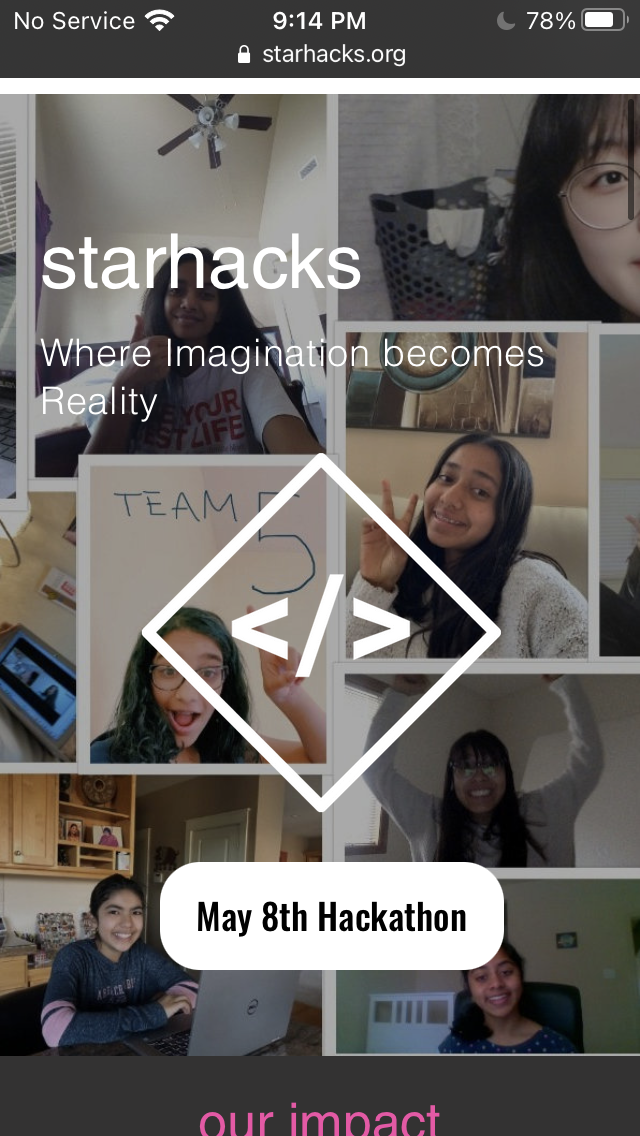 No Service 9:14 PM 78%
starhacks.org
starhacks
Where Imagination becomes
Reality
TEAM 5
</>
May 8th Hackathon
our impact